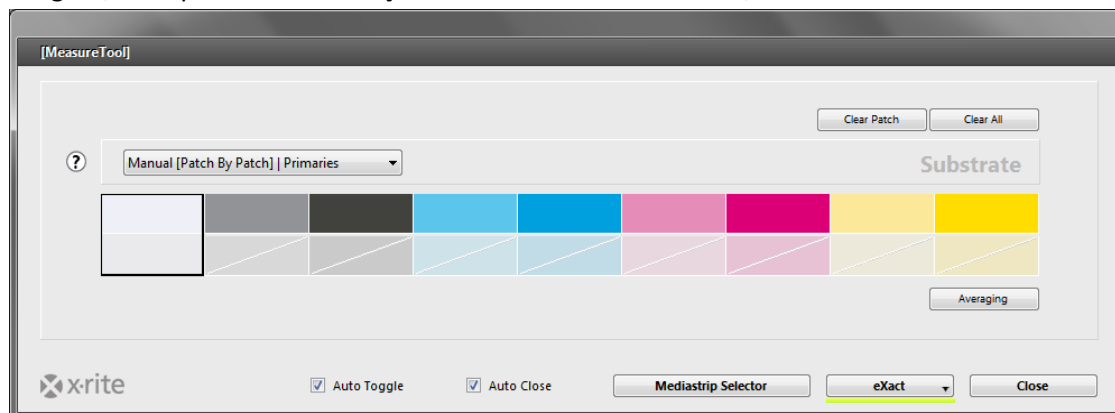 [MeasureTool]
Clear Patch Clear All
? Manual [Patch By Patch] | Primaries Substrate
Averaging
x·rite Auto Toggle Auto Close Mediastrip Selector eXact Close